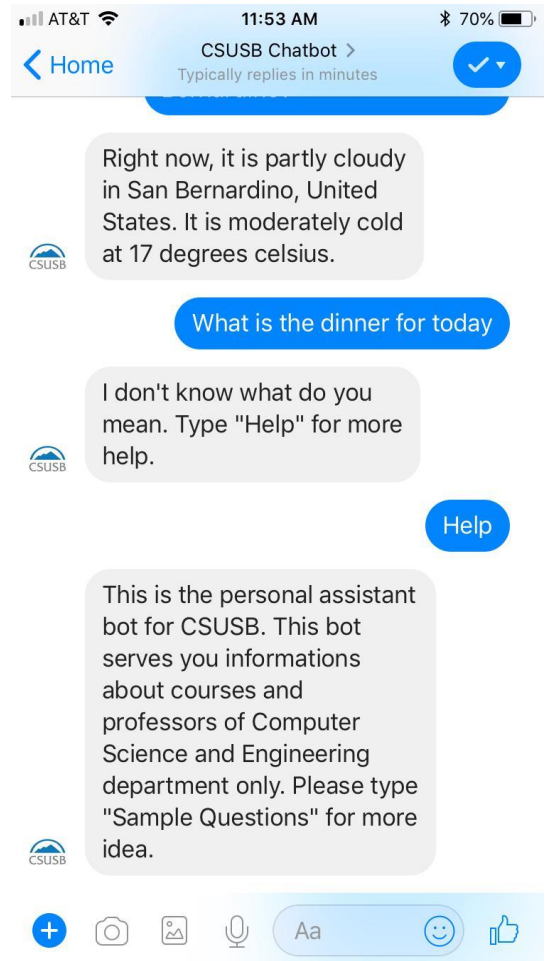 AT&T 11:53 AM 70%
Home CSUSB Chatbot >
Typically replies in minutes
Right now, it is partly cloudy
in San Bernardino, United
States. It is moderately cold
at 17 degrees celsius.
CSUSB
What is the dinner for today
I don't know what do you
mean. Type "Help" for more
help.
CSUSB
Help
This is the personal assistant
bot for CSUSB. This bot
serves you informations
about courses and
professors of Computer
Science and Engineering
department only. Please type
"Sample Questions" for more
idea.
CSUSB
Aa